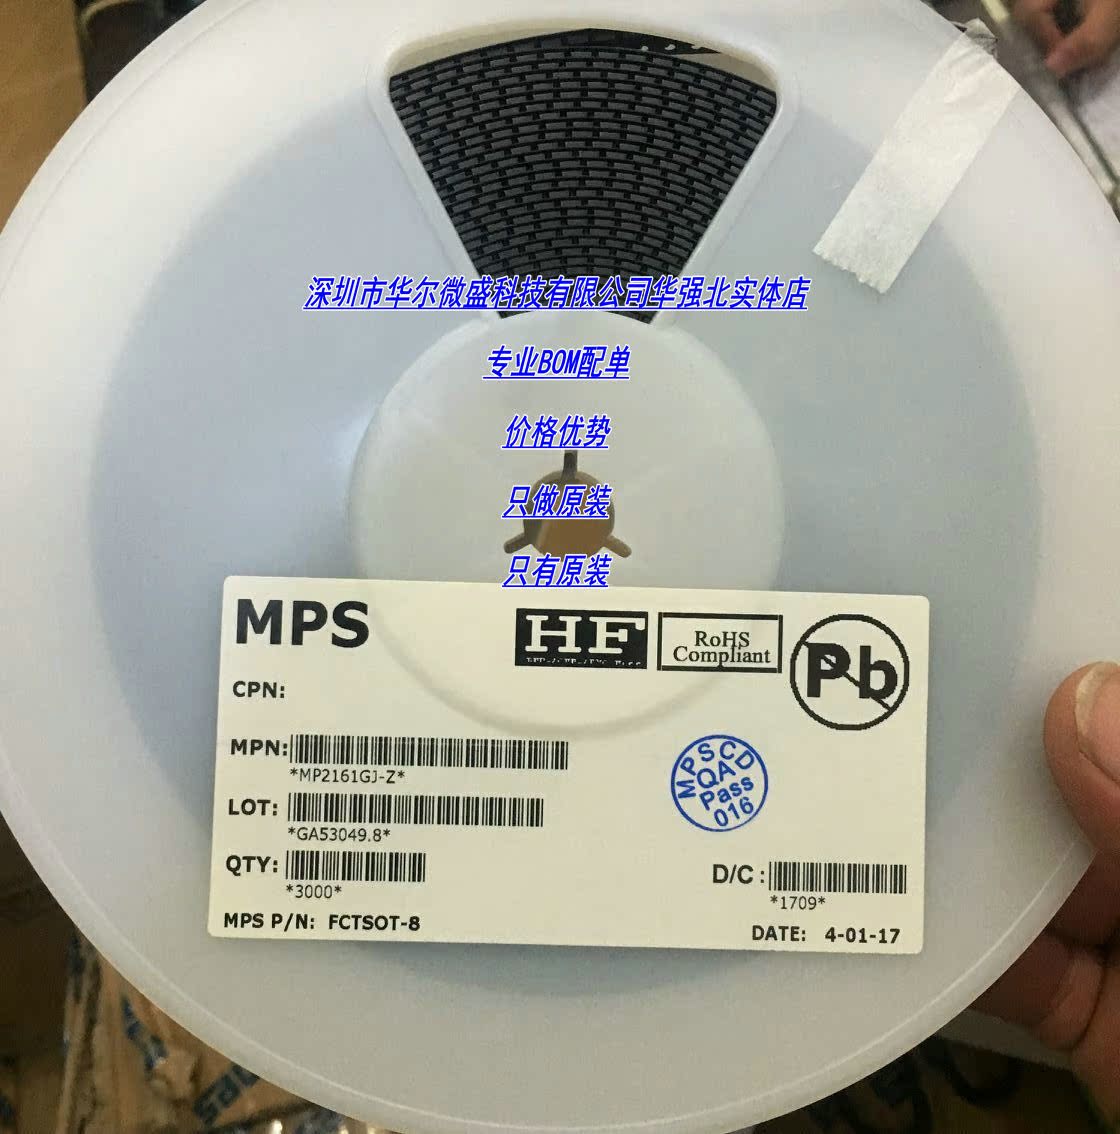 深圳市华尔微盛科技有限公司华强北实体店
专业BOM配单
价格优势
只做原装
只有原装
MPS
HF
RoHS
Compliant
Pb
CPN:
MPN:
*MP2161GJ-Z*
MPSCD
QA
Pass
016
LOT:
*GA53049.8*
QTY:
*3000*
D/C :
*1709*
MPS P/N: FCTSOT-8
DATE: 4-01-17